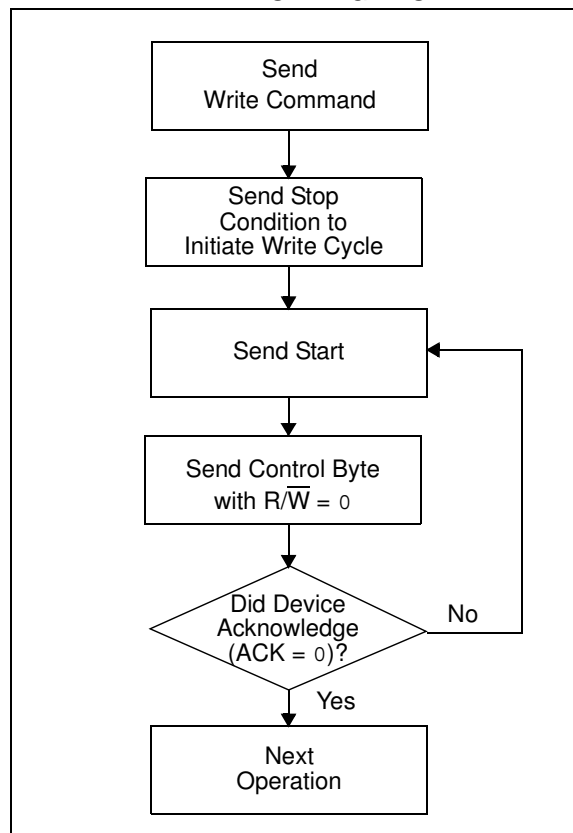 Send
Write Command
Send Stop
Condition to
Initiate Write Cycle
Send Start
Send Control Byte
with R/W̅ = 0
Did Device
Acknowledge
(ACK = 0)?
No
Yes
Next
Operation